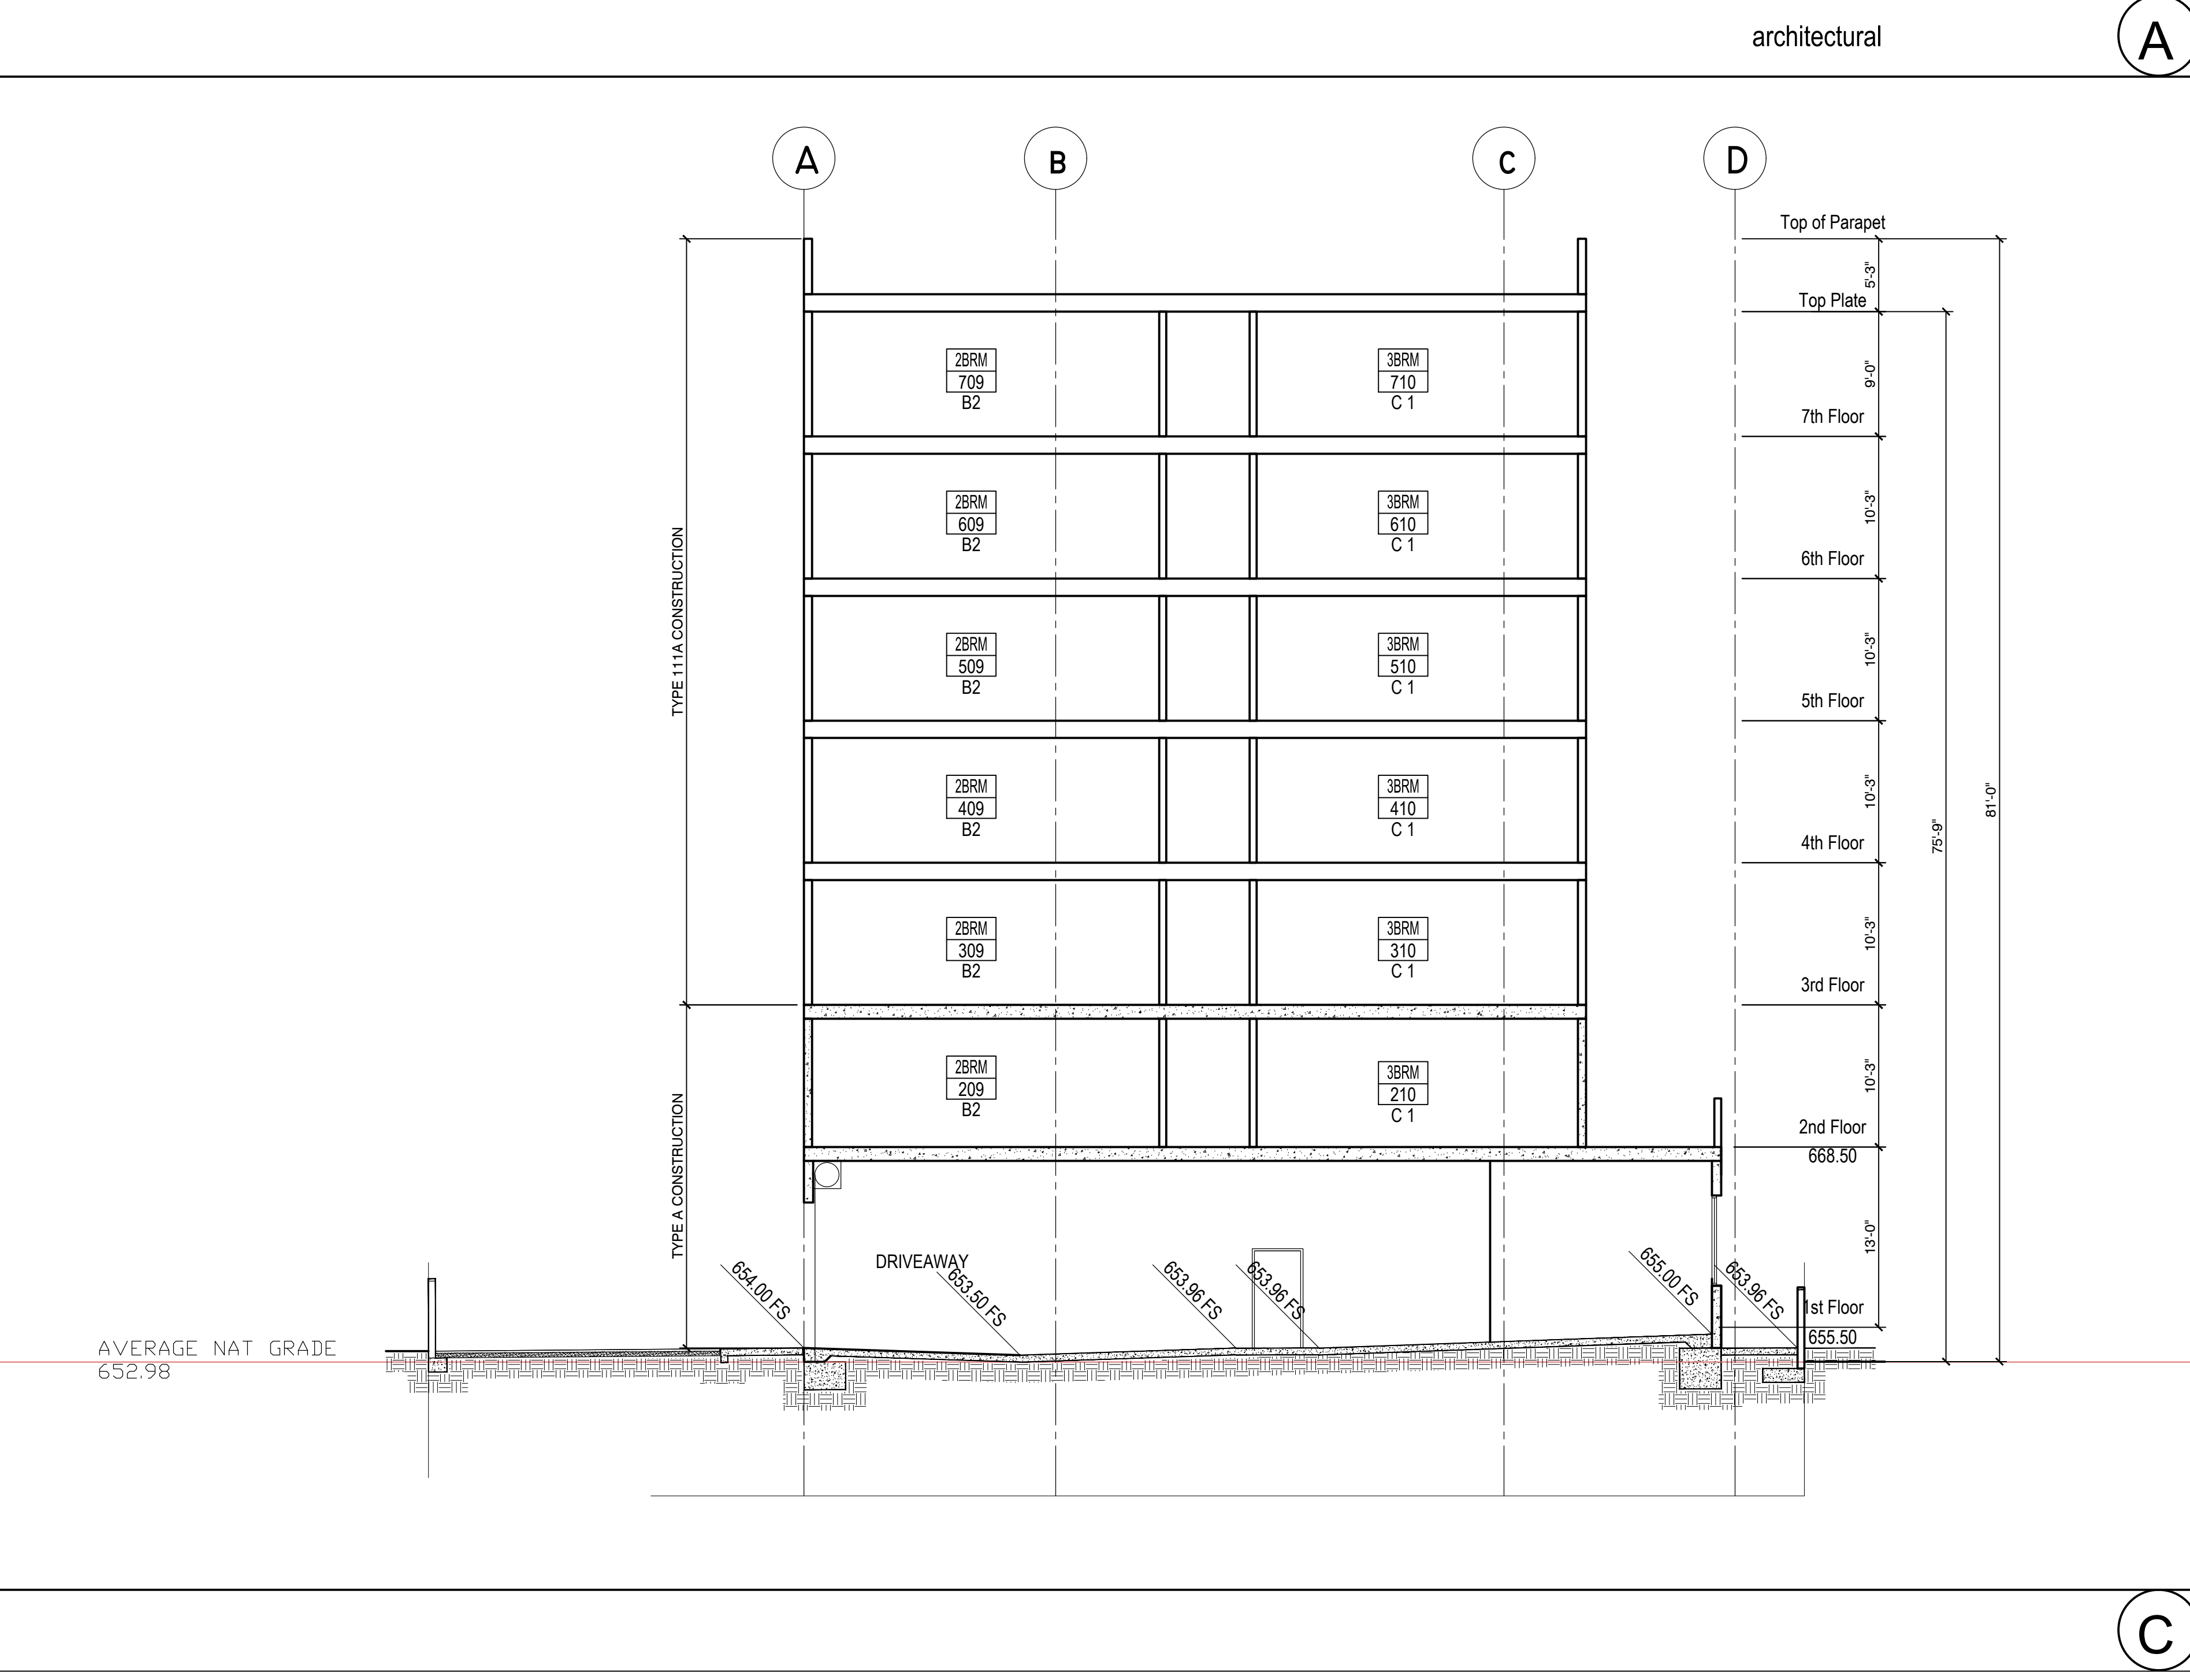 architectural
A
A
B
C
D
Top of Parapet
5'-3"
Top Plate
2BRM
709
B2
3BRM
710
C 1
9'-0"
7th Floor
2BRM
609
B2
3BRM
610
C 1
10'-3"
6th Floor
TYPE 111A CONSTRUCTION
2BRM
509
B2
3BRM
510
C 1
10'-3"
5th Floor
2BRM
409
B2
3BRM
410
C 1
10'-3"
4th Floor
75'-9"
81'-0"
2BRM
309
B2
3BRM
310
C 1
10'-3"
3rd Floor
2BRM
209
B2
3BRM
210
C 1
10'-3"
2nd Floor
668.50
TYPE A CONSTRUCTION
13'-0"
DRIVEAWAY
654.00 FS
653.50 FS
653.96 FS
653.96 FS
655.00 FS
653.96 FS
1st Floor
655.50
AVERAGE NAT GRADE
652.98
C